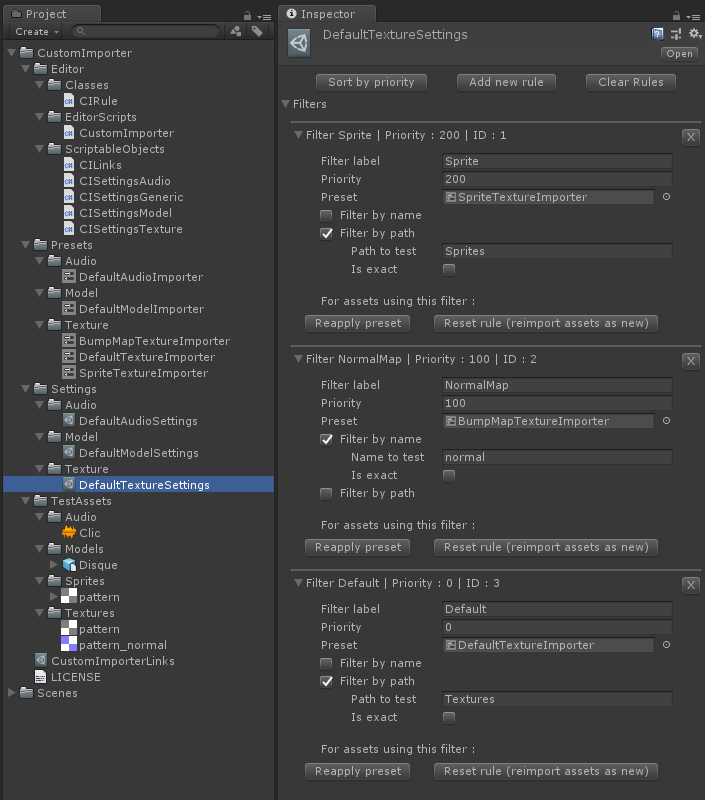 Project
Create
CustomImporter
Editor
Classes
CIRule
EditorScripts
CustomImporter
ScriptableObjects
CILinks
CISettingsAudio
CISettingsGeneric
CISettingsModel
CISettingsTexture
Presets
Audio
DefaultAudioImporter
Model
DefaultModelImporter
Texture
BumpMapTextureImporter
DefaultTextureImporter
SpriteTextureImporter
Settings
Audio
DefaultAudioSettings
Model
DefaultModelSettings
Texture
DefaultTextureSettings
TestAssets
Audio
Clic
Models
Disque
Sprites
pattern
Textures
pattern
pattern_normal
CustomImporterLinks
LICENSE
Scenes
Inspector
DefaultTextureSettings
Open
Sort by priority Add new rule Clear Rules
Filters
Filter Sprite | Priority : 200 | ID : 1 X
Filter label Sprite
Priority 200
Preset SpriteTextureImporter
Filter by name
Filter by path
Path to test Sprites
Is exact
For assets using this filter :
Reapply preset Reset rule (reimport assets as new)
Filter NormalMap | Priority : 100 | ID : 2 X
Filter label NormalMap
Priority 100
Preset BumpMapTextureImporter
Filter by name
Name to test normal
Is exact
Filter by path
For assets using this filter :
Reapply preset Reset rule (reimport assets as new)
Filter Default | Priority : 0 | ID : 3 X
Filter label Default
Priority 0
Preset DefaultTextureImporter
Filter by name
Filter by path
Path to test Textures
Is exact
For assets using this filter :
Reapply preset Reset rule (reimport assets as new)